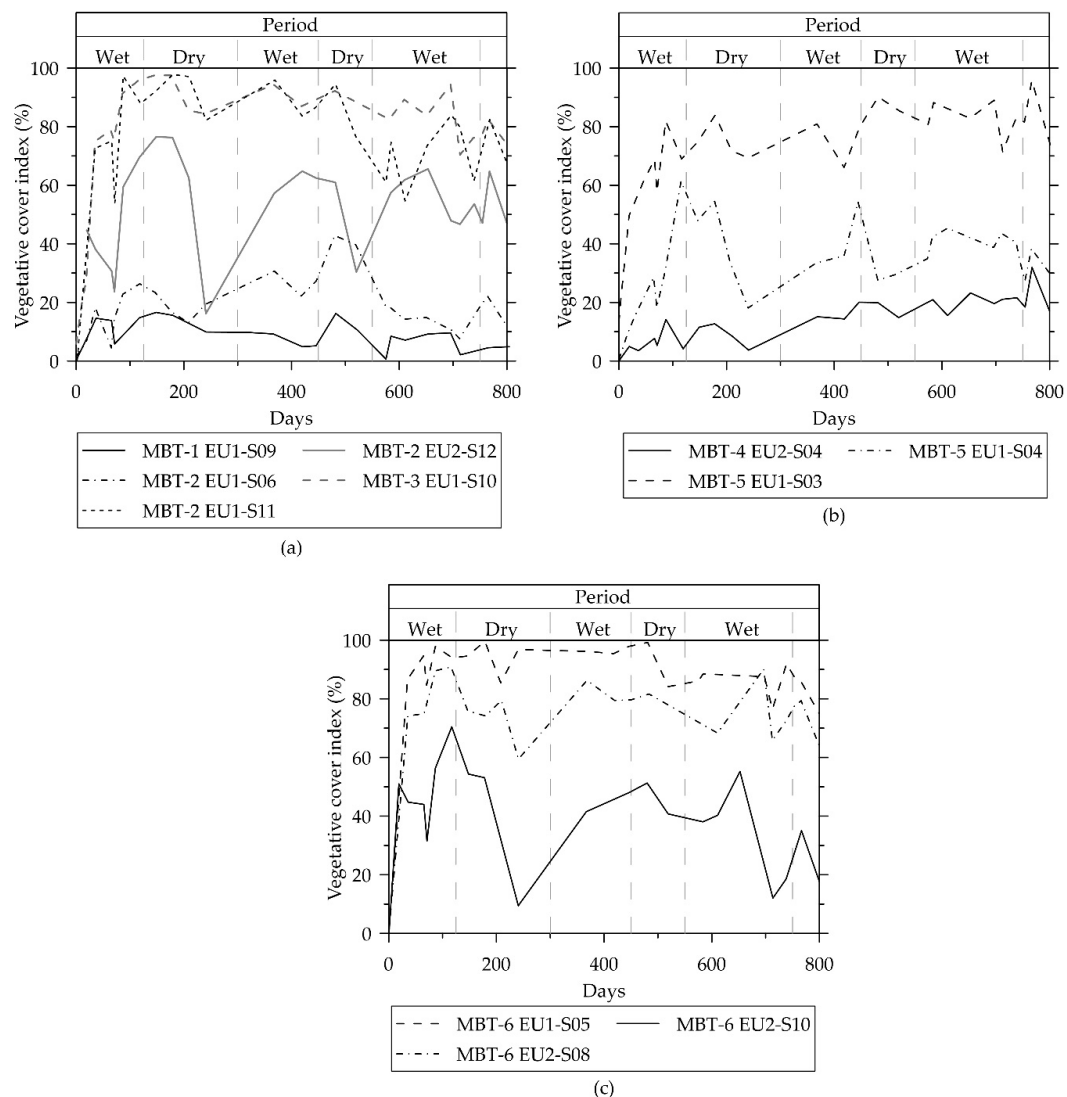 Period
Wet Dry Wet Dry Wet
100
80
60
40
20
0
Vegetative cover index (%)
0 200 400 600 800
Days
MBT-1 EU1-S09 MBT-2 EU2-S12
MBT-2 EU1-S06 MBT-3 EU1-S10
MBT-2 EU1-S11
(a)
Period
Wet Dry Wet Dry Wet
100
80
60
40
20
0
Vegetative cover index (%)
0 200 400 600 800
Days
MBT-4 EU2-S04 MBT-5 EU1-S04
MBT-5 EU1-S03
(b)
Period
Wet Dry Wet Dry Wet
100
80
60
40
20
0
Vegetative cover index (%)
0 200 400 600 800
Days
MBT-6 EU1-S05 MBT-6 EU2-S10
MBT-6 EU2-S08
(c)